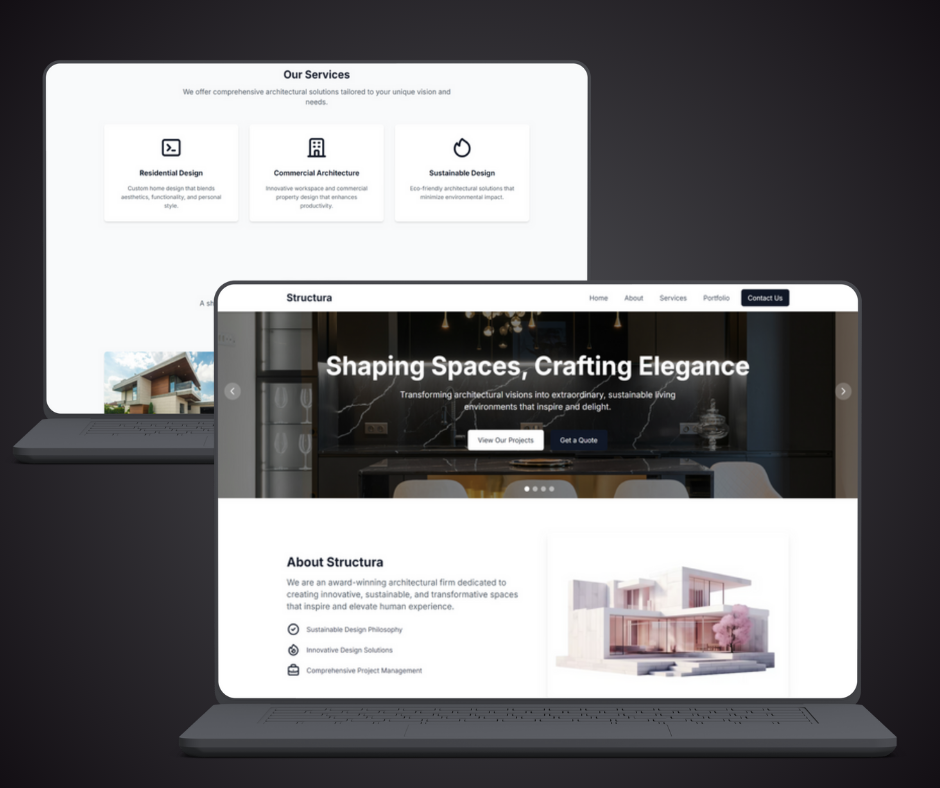 Our Services
We offer comprehensive architectural solutions tailored to your unique vision and
needs.
Residential Design
Custom home design that blends
aesthetics, functionality, and personal
style.
Commercial Architecture
Innovative workspace and commercial
property design that enhances
productivity.
Sustainable Design
Eco-friendly architectural solutions that
minimize environmental impact.
A
Structura
Home
About
Services
Portfolio
Contact Us
Shaping Spaces, Crafting Elegance
Transforming architectural visions into extraordinary, sustainable living
environments that inspire and delight.
View Our Projects
Get a Quote
About Structura
We are an award-winning architectural firm dedicated to
creating innovative, sustainable, and transformative spaces
that inspire and elevate human experience.
Sustainable Design Philosophy
Innovative Design Solutions
Comprehensive Project Management